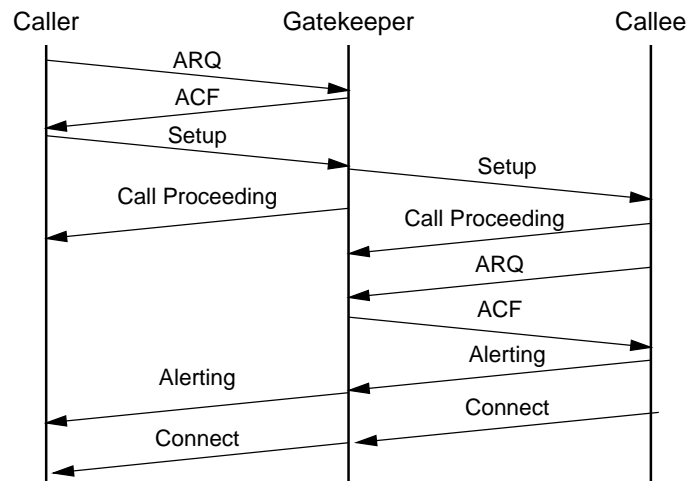 Caller Gatekeeper Callee
ARQ
ACF
Setup
Setup
Call Proceeding
Call Proceeding
ARQ
ACF
Alerting
Alerting
Connect
Connect